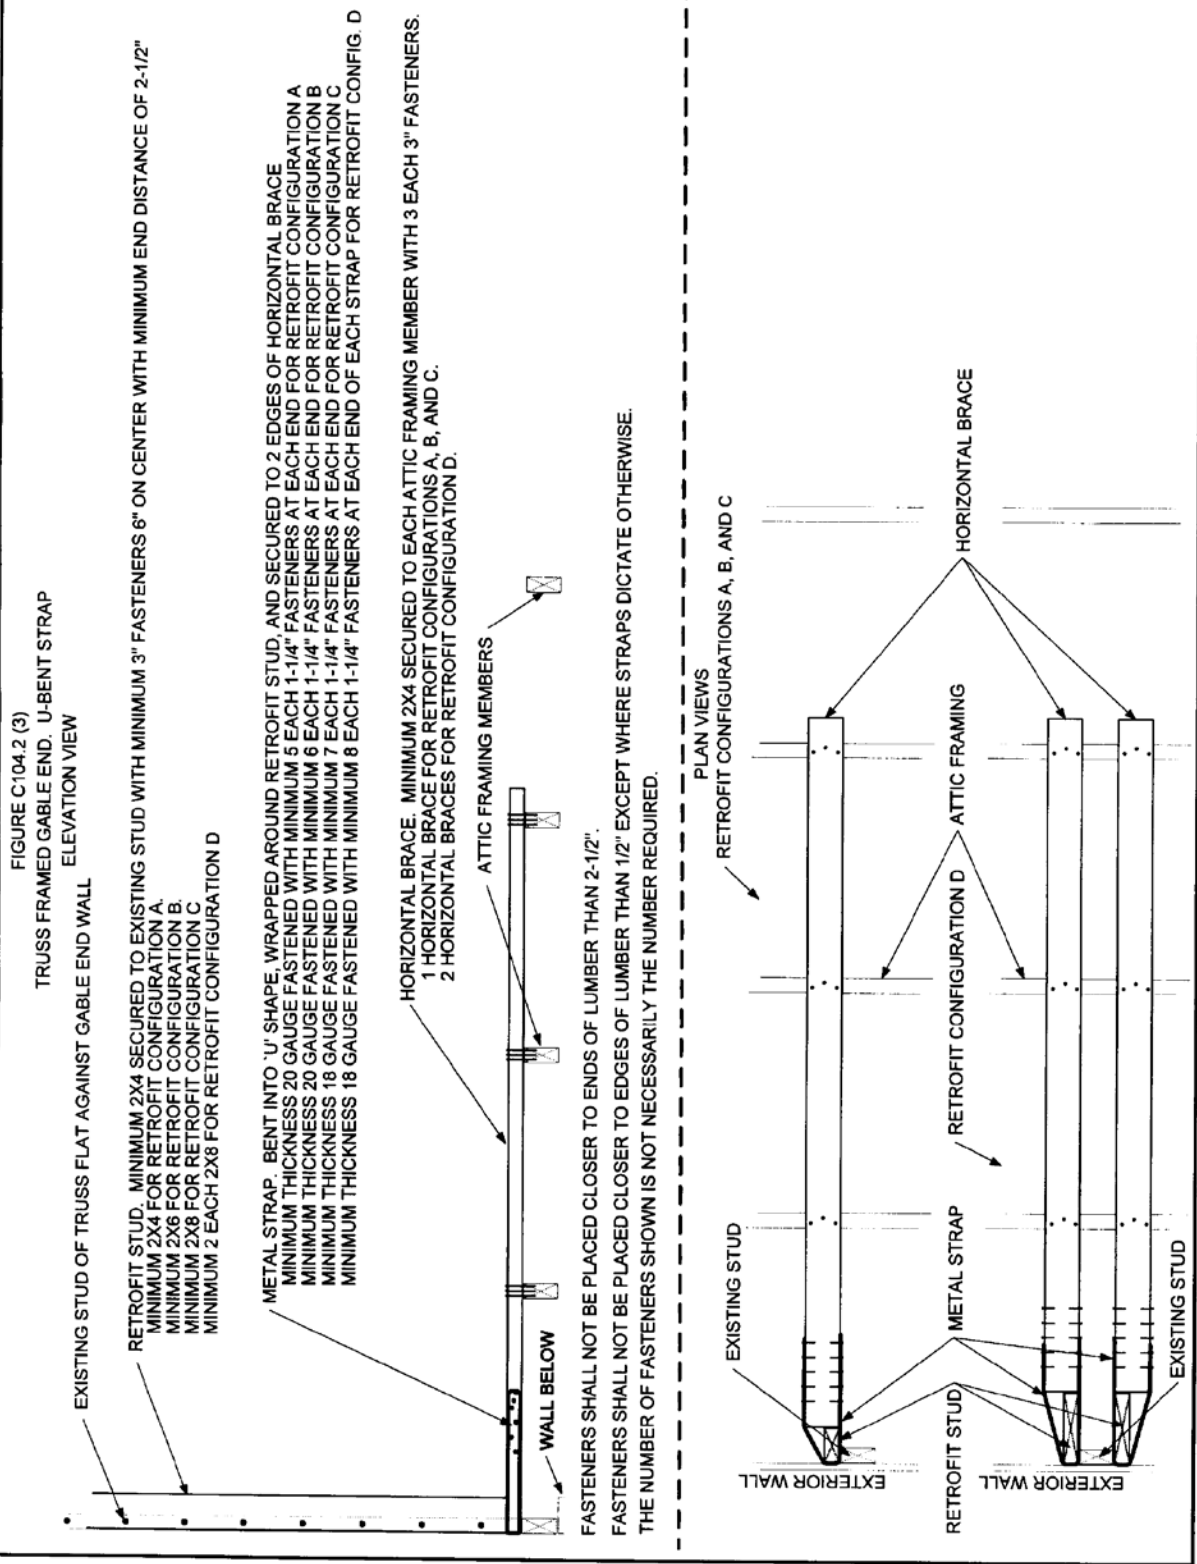 FIGURE C104.2 (3)
TRUSS FRAMED GABLE END. U-BENT STRAP
ELEVATION VIEW
EXISTING STUD OF TRUSS FLAT AGAINST GABLE END WALL
RETROFIT STUD. MINIMUM 2X4 SECURED TO EXISTING STUD WITH MINIMUM 3" FASTENERS 6" ON CENTER WITH MINIMUM END DISTANCE OF 2-1/2"
MINIMUM 2X4 FOR RETROFIT CONFIGURATION A.
MINIMUM 2X6 FOR RETROFIT CONFIGURATION B.
MINIMUM 2X8 FOR RETROFIT CONFIGURATION C
MINIMUM 2 EACH 2X8 FOR RETROFIT CONFIGURATION D
METAL STRAP. BENT INTO 'U' SHAPE, WRAPPED AROUND RETROFIT STUD, AND SECURED TO 2 EDGES OF HORIZONTAL BRACE
MINIMUM THICKNESS 20 GAUGE FASTENED WITH MINIMUM 5 EACH 1-1/4" FASTENERS AT EACH END FOR RETROFIT CONFIGURATION A
MINIMUM THICKNESS 20 GAUGE FASTENED WITH MINIMUM 6 EACH 1-1/4" FASTENERS AT EACH END FOR RETROFIT CONFIGURATION B
MINIMUM THICKNESS 18 GAUGE FASTENED WITH MINIMUM 7 EACH 1-1/4" FASTENERS AT EACH END FOR RETROFIT CONFIGURATION C
MINIMUM THICKNESS 18 GAUGE FASTENED WITH MINIMUM 8 EACH 1-1/4" FASTENERS AT EACH END OF EACH STRAP FOR RETROFIT CONFIG. D
HORIZONTAL BRACE. MINIMUM 2X4 SECURED TO EACH ATTIC FRAMING MEMBER WITH 3 EACH 3" FASTENERS.
1 HORIZONTAL BRACE FOR RETROFIT CONFIGURATIONS A, B, AND C.
2 HORIZONTAL BRACES FOR RETROFIT CONFIGURATION D.
ATTIC FRAMING MEMBERS
WALL BELOW
FASTENERS SHALL NOT BE PLACED CLOSER TO ENDS OF LUMBER THAN 2-1/2".
FASTENERS SHALL NOT BE PLACED CLOSER TO EDGES OF LUMBER THAN 1/2" EXCEPT WHERE STRAPS DICTATE OTHERWISE.
THE NUMBER OF FASTENERS SHOWN IS NOT NECESSARILY THE NUMBER REQUIRED.
PLAN VIEWS
RETROFIT CONFIGURATIONS A, B, AND C
EXISTING STUD
EXTERIOR WALL
HORIZONTAL BRACE
ATTIC FRAMING
RETROFIT CONFIGURATION D
METAL STRAP
RETROFIT STUD
EXTERIOR WALL
EXISTING STUD